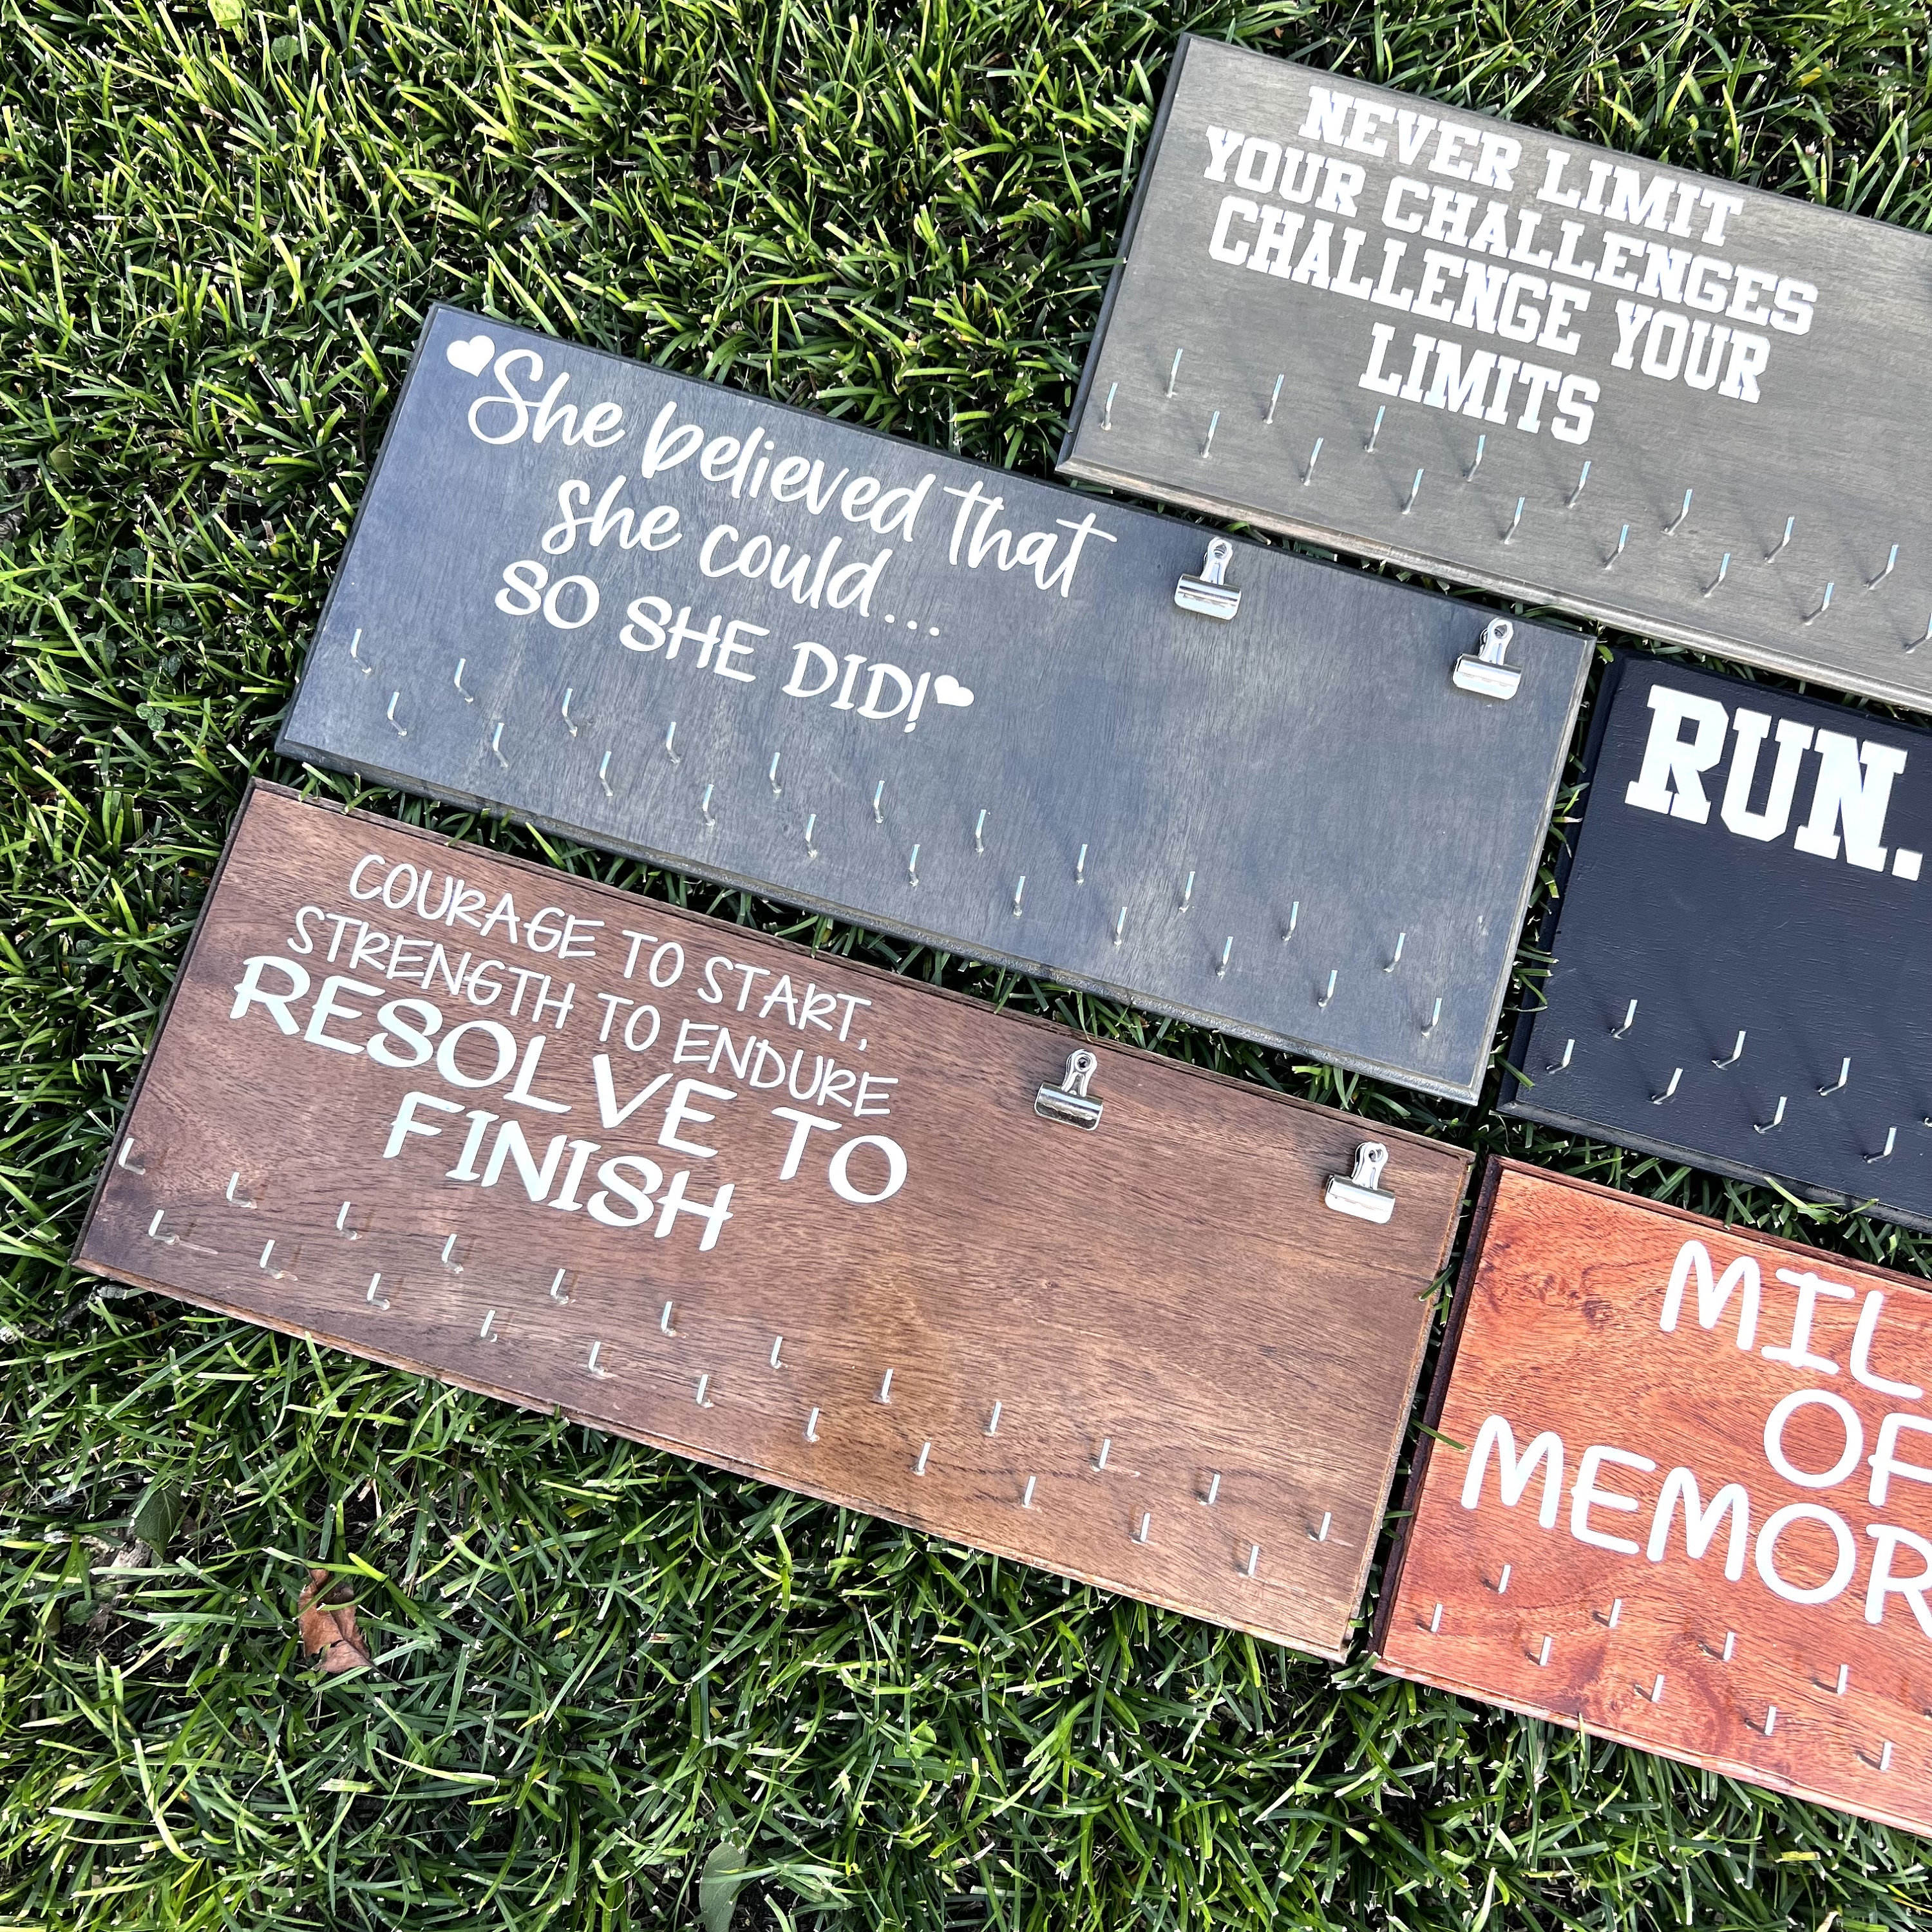 NEVER LIMIT
YOUR CHALLENGES
CHALLENGE YOUR
LIMITS
She believed that
she could...
SO SHE DID!
RUN.
COURAGE TO START,
STRENGTH TO ENDURE
RESOLVE TO
FINISH
MIL
OF
MEMOR